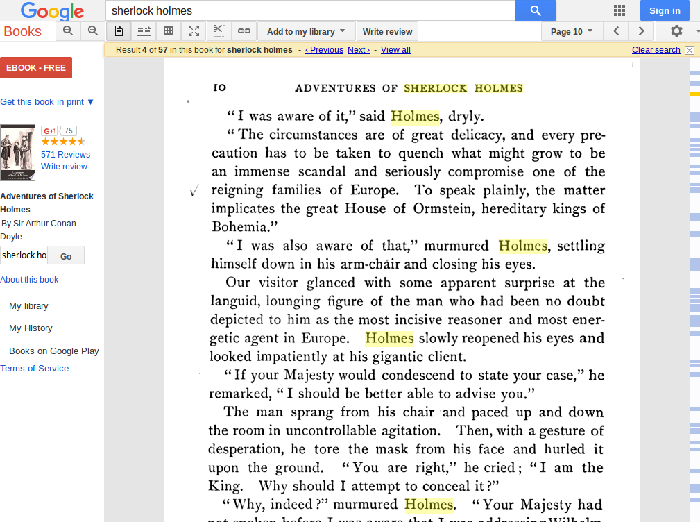 Google
sherlock holmes
Sign in
Books
Add to my library
Write review
Page 10
Result 4 of 57 in this book for sherlock holmes - ‹ Previous Next › - View all
Clear search
EBOOK - FREE
Get this book in print ▼
75
571 Reviews
Write review
Adventures of Sherlock
Holmes
By Sir Arthur Conan
Doyle
sherlock ho
Go
About this book
My library
My History
Books on Google Play
Terms of Service
10 ADVENTURES OF SHERLOCK HOLMES
"I was aware of it," said Holmes, dryly.
"The circumstances are of great delicacy, and every pre-
caution has to be taken to quench what might grow to be
an immense scandal and seriously compromise one of the
reigning families of Europe. To speak plainly, the matter
implicates the great House of Ormstein, hereditary kings of
Bohemia."
"I was also aware of that," murmured Holmes, settling
himself down in his arm-chair and closing his eyes.
Our visitor glanced with some apparent surprise at the
languid, lounging figure of the man who had been no doubt
depicted to him as the most incisive reasoner and most ener-
getic agent in Europe. Holmes slowly reopened his eyes and
looked impatiently at his gigantic client.
"If your Majesty would condescend to state your case," he
remarked, "I should be better able to advise you."
The man sprang from his chair and paced up and down
the room in uncontrollable agitation. Then, with a gesture of
desperation, he tore the mask from his face and hurled it
upon the ground. "You are right," he cried; "I am the
King. Why should I attempt to conceal it?"
"Why, indeed?" murmured Holmes. "Your Majesty had
not spoken before I was aware that I was addressing Wilhelm